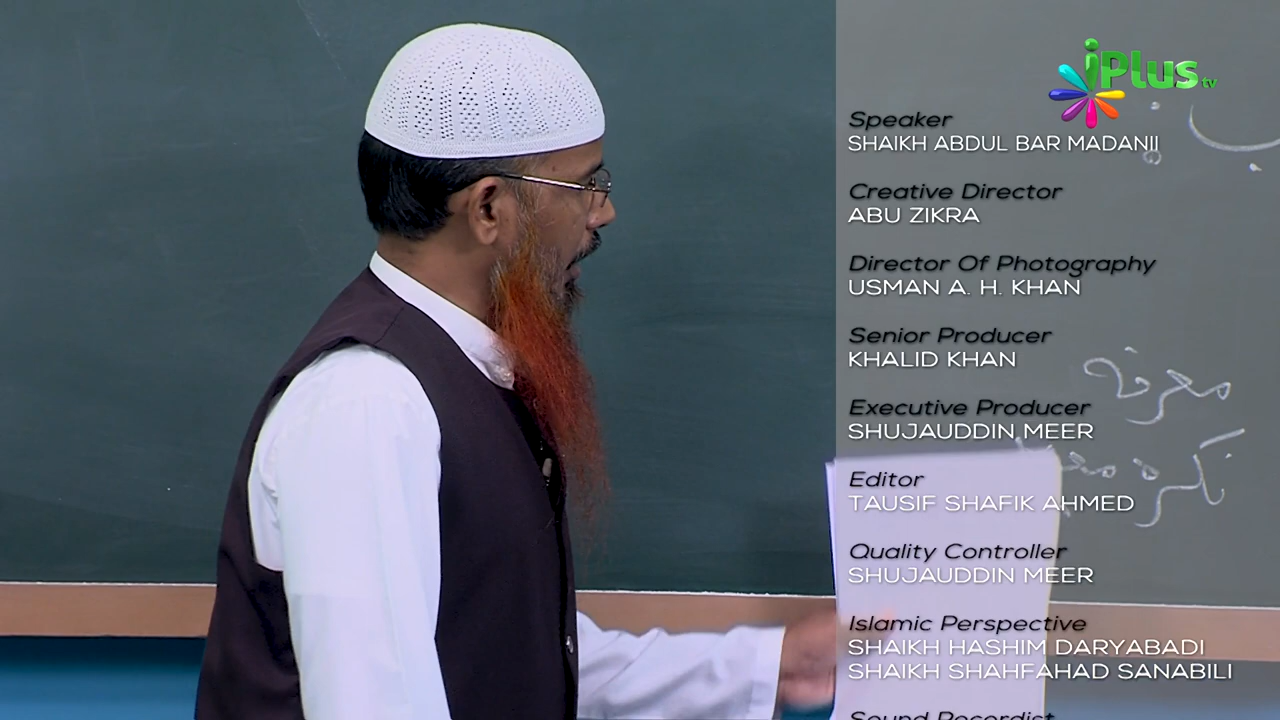 iPlus tv
Speaker
SHAIKH ABDUL BAR MADANII
Creative Director
ABU ZIKRA
Director Of Photography
USMAN A. H. KHAN
Senior Producer
KHALID KHAN
معرفہ
Executive Producer
SHUJAUDDIN MEER
نکرہ
Editor
TAUSIF SHAFIK AHMED
Quality Controller
SHUJAUDDIN MEER
Islamic Perspective
SHAIKH HASHIM DARYABADI
SHAIKH SHAHFAHAD SANABILI
Sound Recordist